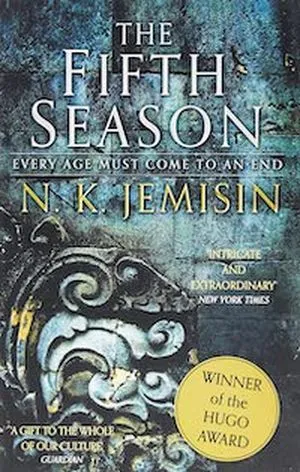 THE
FIFTH
SEASON
EVERY AGE MUST COME TO AN END
N. K. JEMISIN
'INTRICATE
AND
EXTRAORDINARY'
NEW YORK TIMES
WINNER
of the
HUGO
AWARD
'A GIFT TO THE WHOLE
OF OUR CULTURE'
GUARDIAN